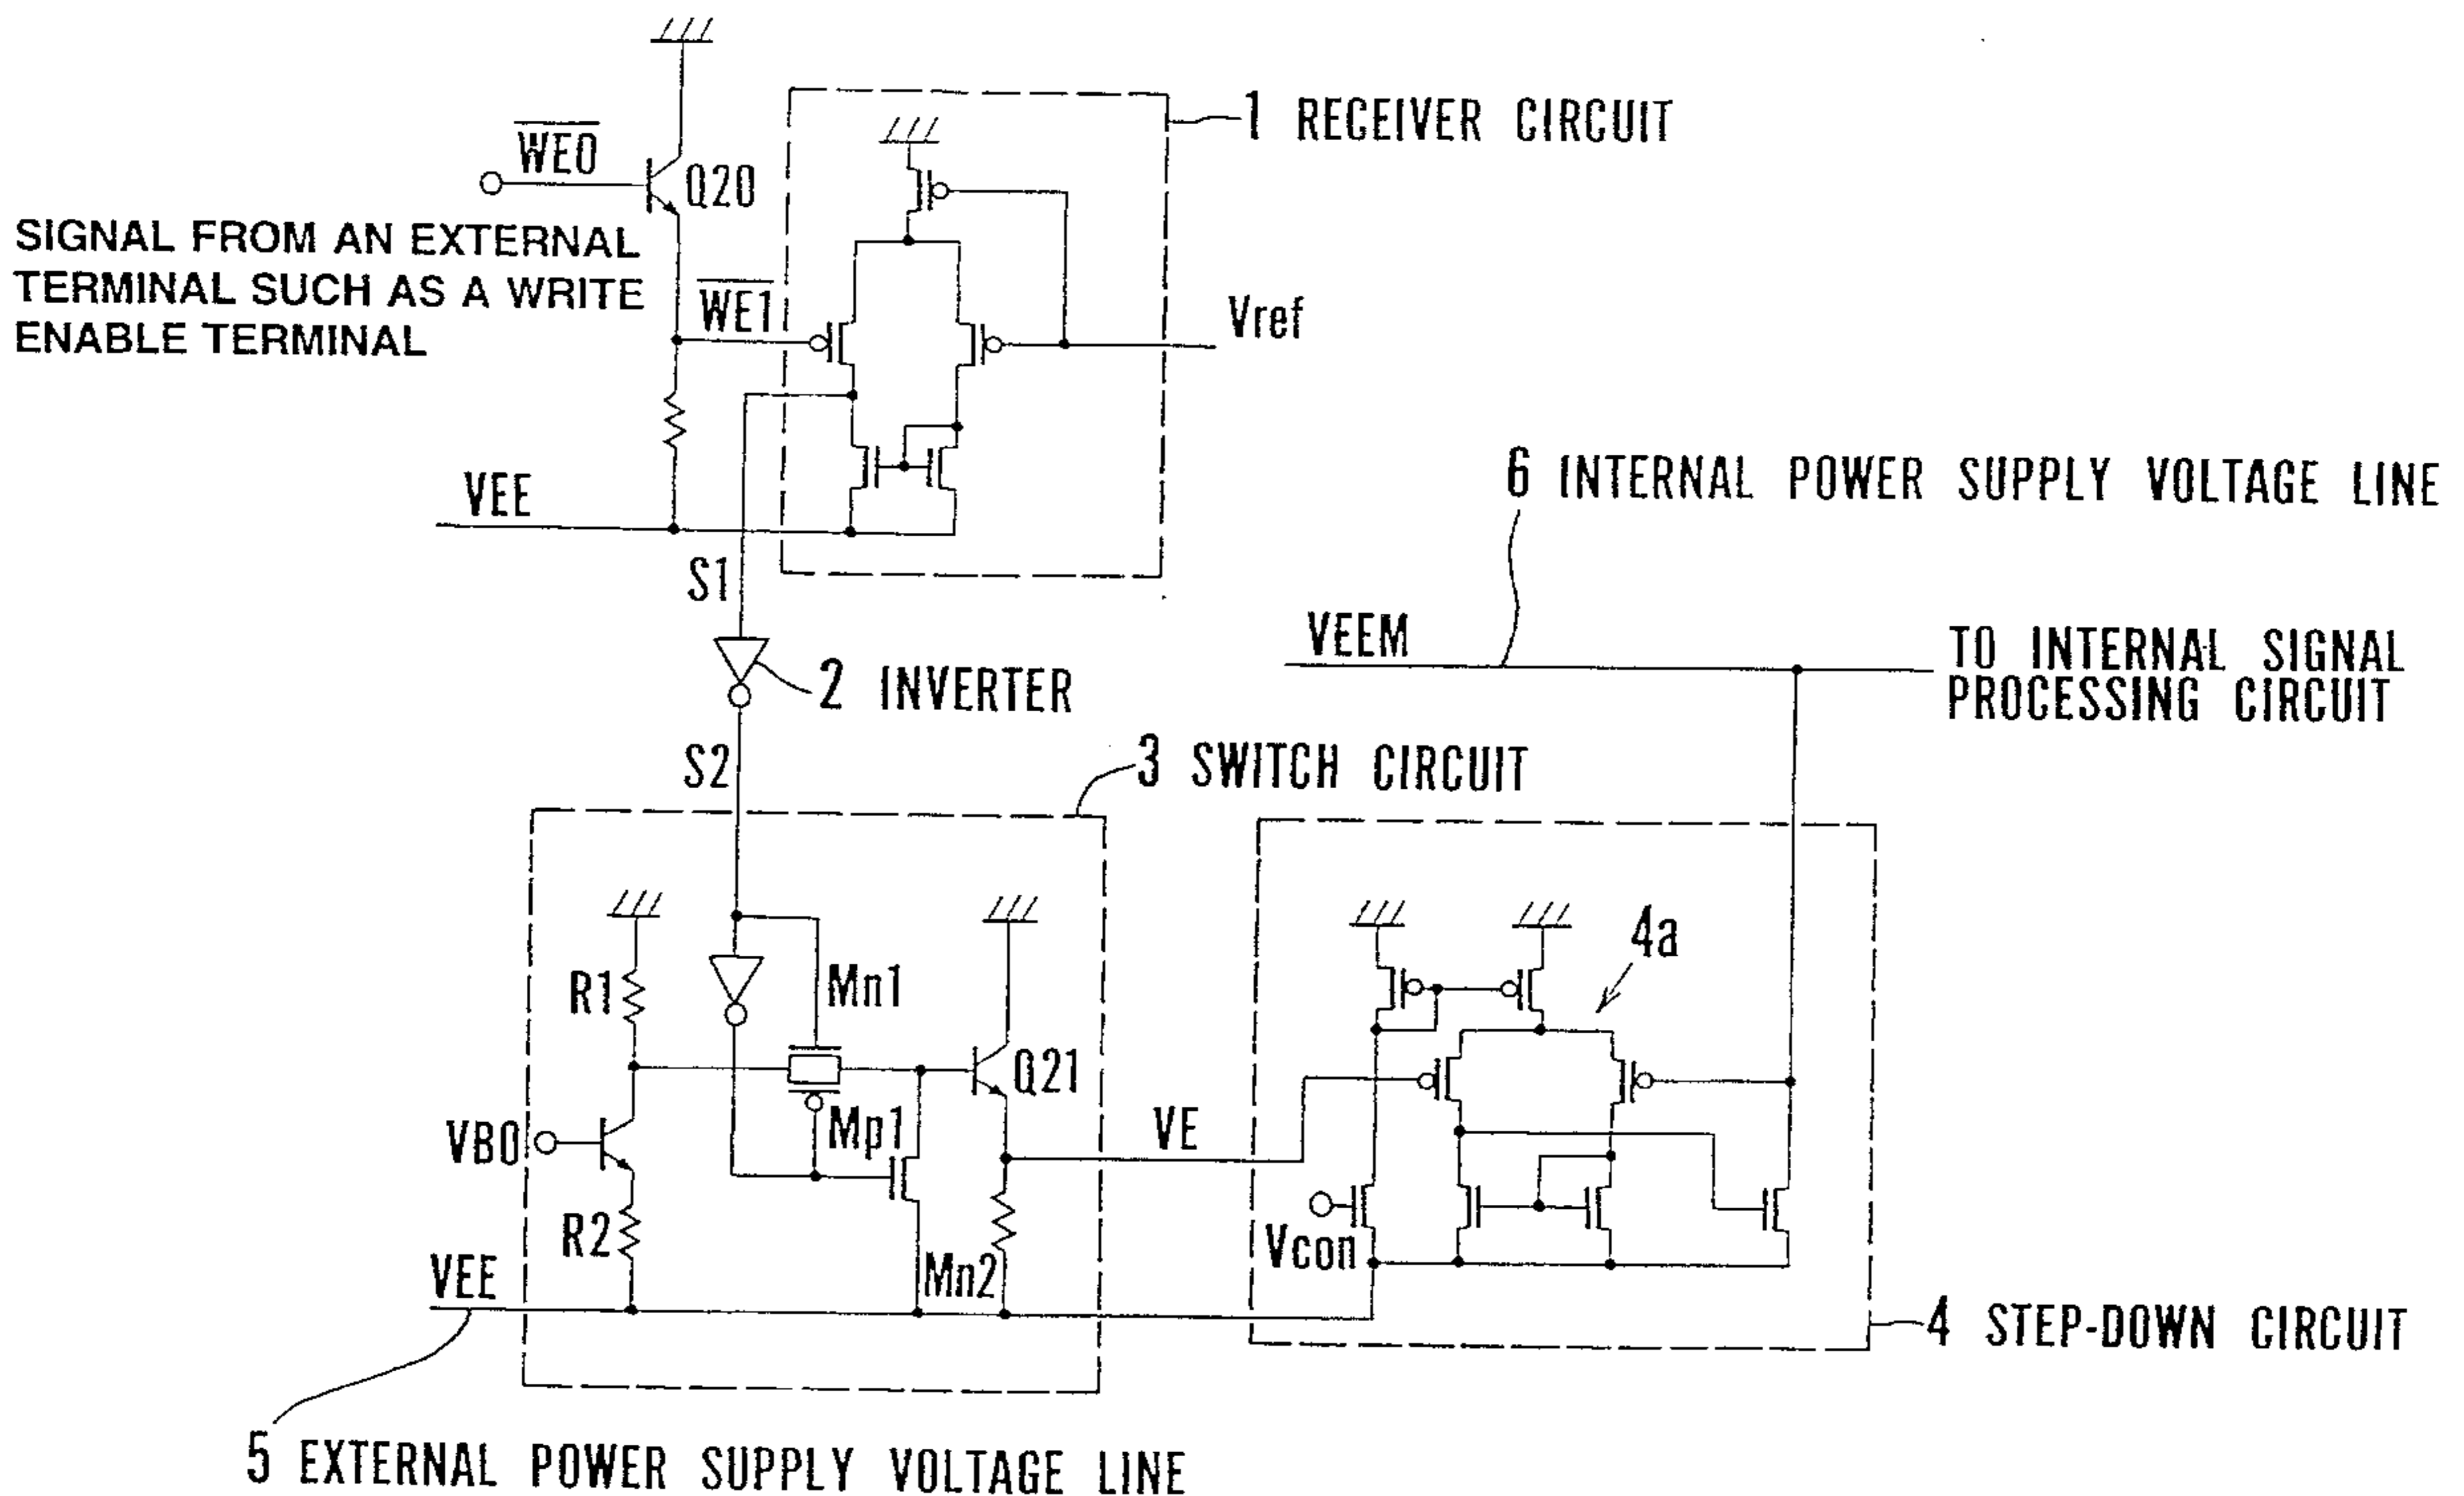 1 RECEIVER CIRCUIT
WE0
Q20
SIGNAL FROM AN EXTERNAL
TERMINAL SUCH AS A WRITE
ENABLE TERMINAL
WE1
Vref
VEE
S1
6 INTERNAL POWER SUPPLY VOLTAGE LINE
VEEM
TO INTERNAL SIGNAL
PROCESSING CIRCUIT
2 INVERTER
S2
3 SWITCH CIRCUIT
4a
R1
Mn1
Q21
VB0
Mp1
VE
R2
Vcon
Mn2
VEE
4 STEP-DOWN CIRCUIT
5 EXTERNAL POWER SUPPLY VOLTAGE LINE